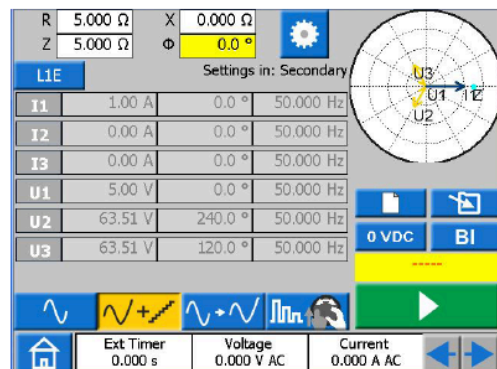 R 5.000 Ω X 0.000 Ω
Z 5.000 Ω Φ 0.0 °
L1E Settings in: Secondary
I1 1.00 A 0.0 ° 50.000 Hz
I2 0.00 A 0.0 ° 50.000 Hz
I3 0.00 A 0.0 ° 50.000 Hz
U1 5.00 V 0.0 ° 50.000 Hz
U2 63.51 V 240.0 ° 50.000 Hz
U3 63.51 V 120.0 ° 50.000 Hz
U3
U1
U2
0 VDC BI
-----
Ext Timer Voltage Current
0.000 s 0.000 V AC 0.000 A AC